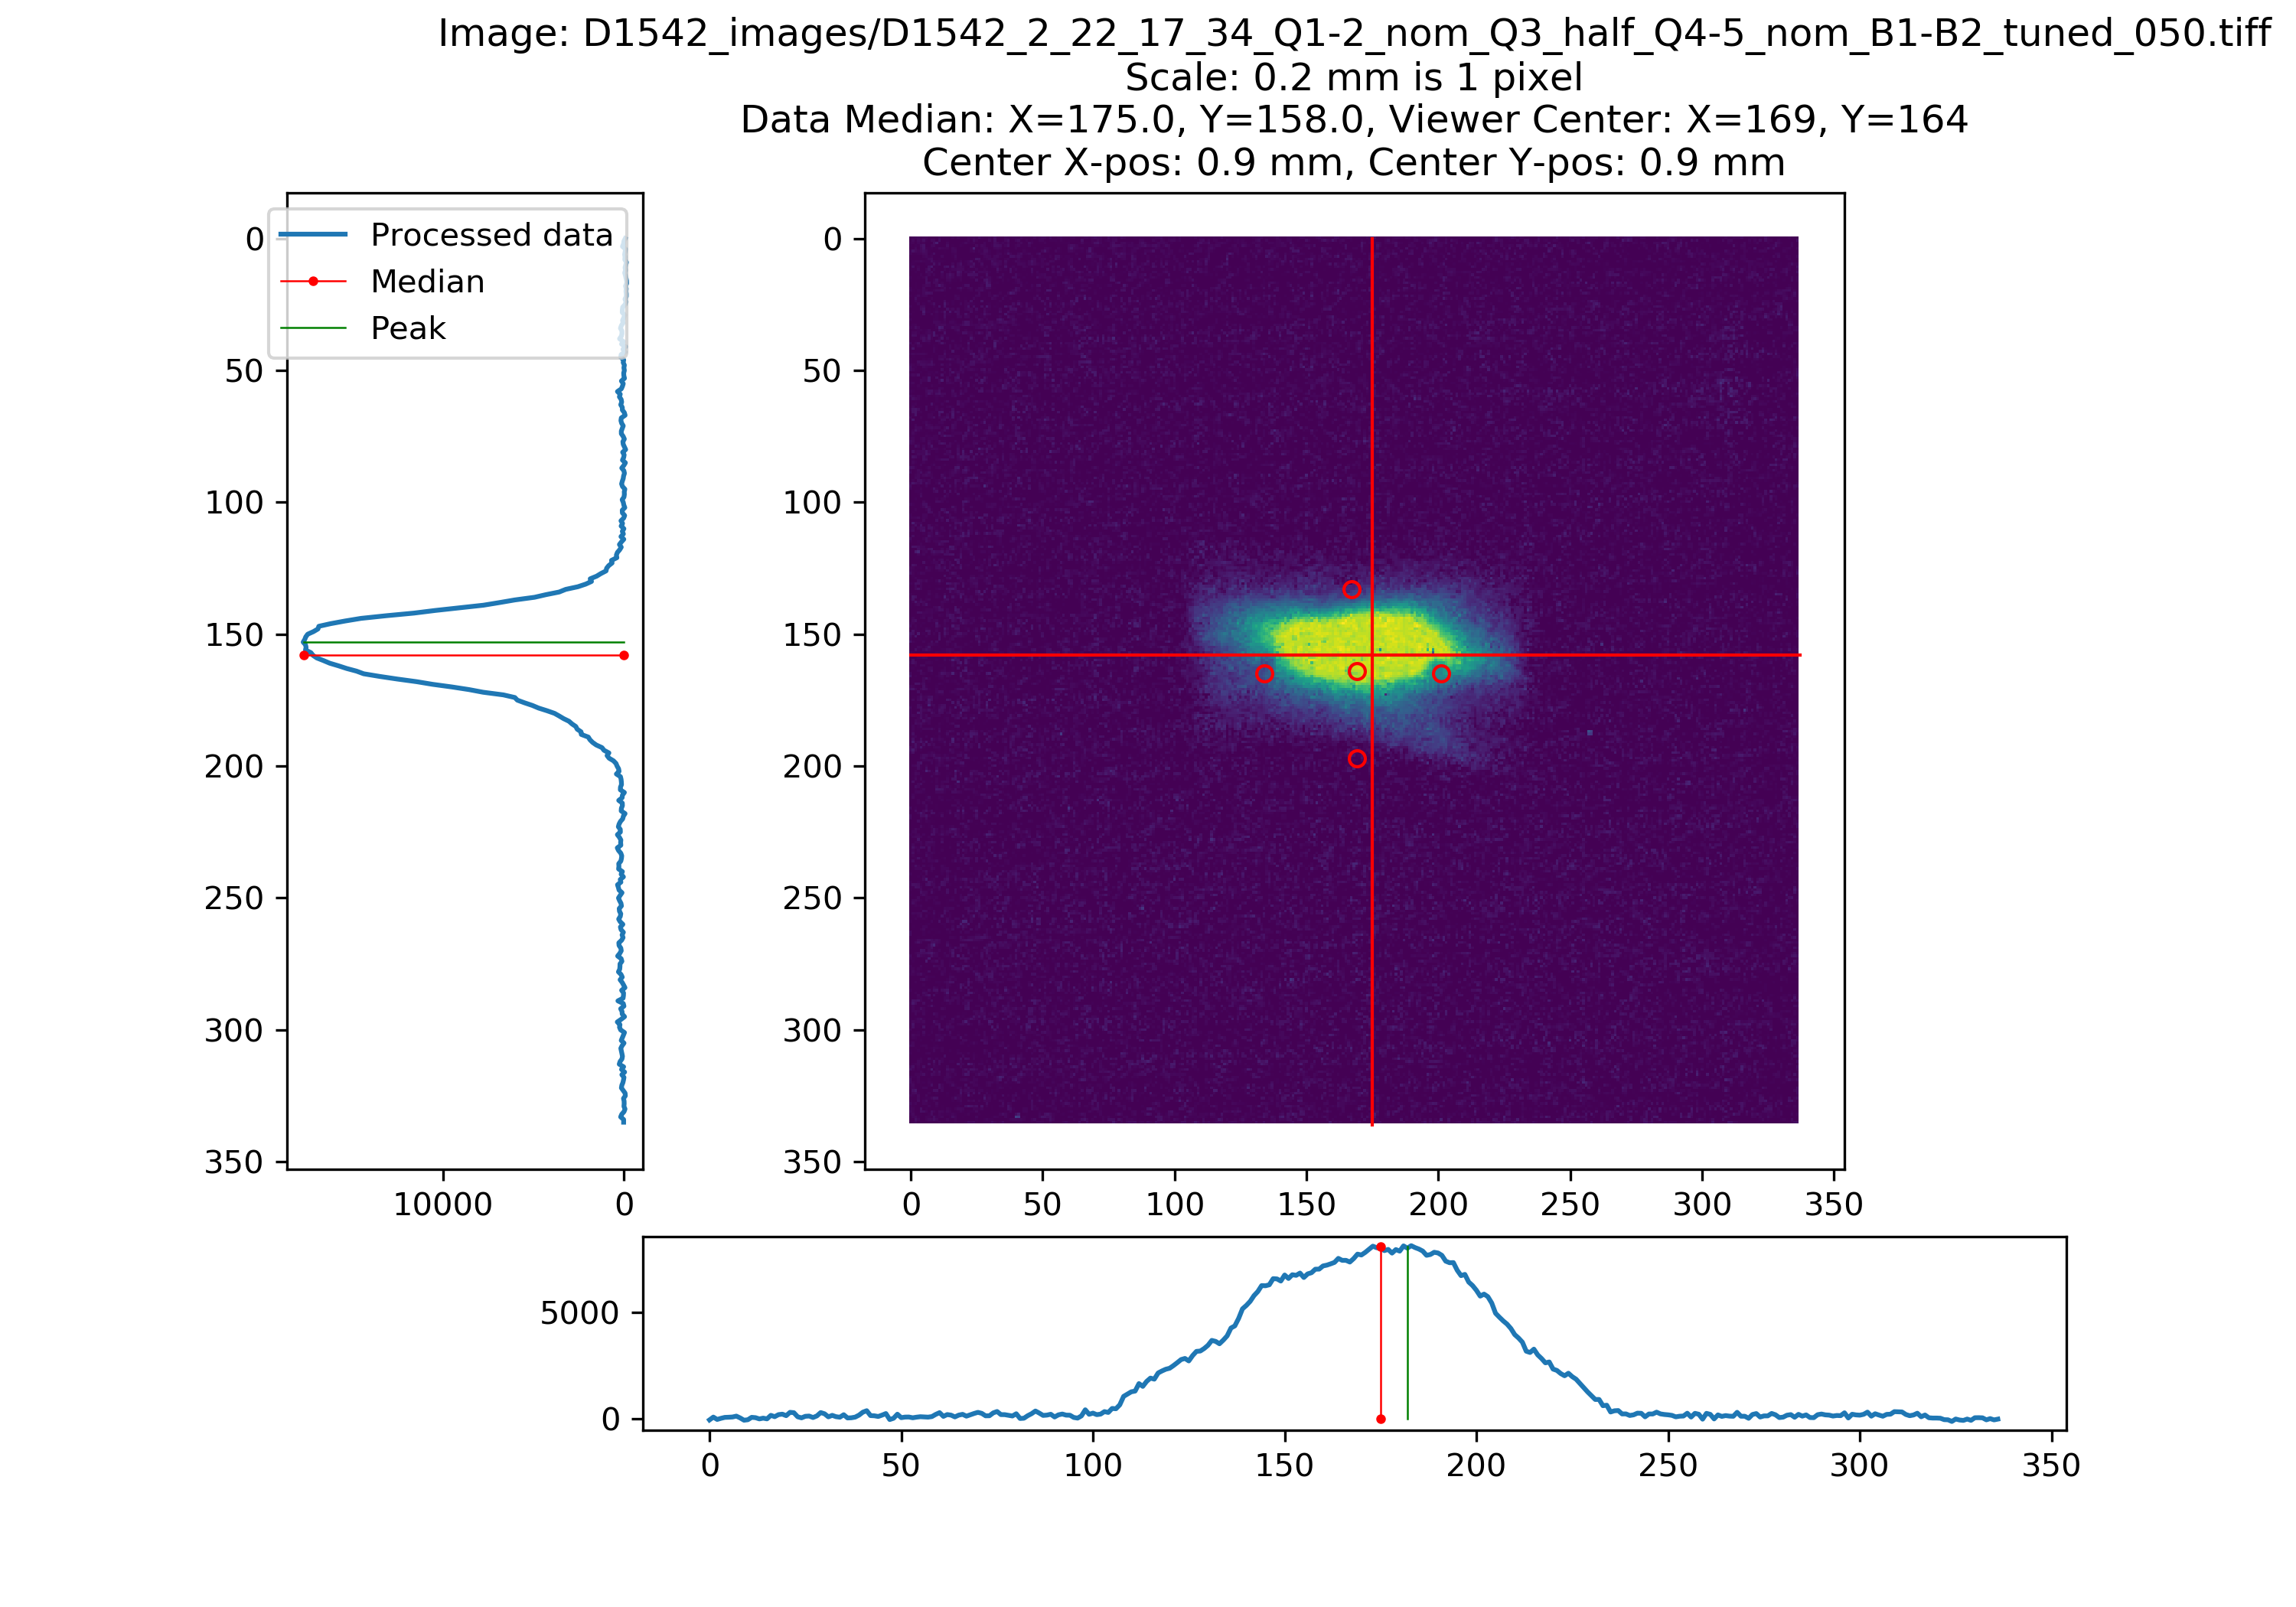 Image: D1542_images/D1542_2_22_17_34_Q1-2_nom_Q3_half_Q4-5_nom_B1-B2_tuned_050.tiff
Scale: 0.2 mm is 1 pixel
Data Median: X=175.0, Y=158.0, Viewer Center: X=169, Y=164
Center X-pos: 0.9 mm, Center Y-pos: 0.9 mm
Processed data
Median
Peak
0
50
100
150
200
250
300
350
10000 0
0
50
100
150
200
250
300
350
0 50 100 150 200 250 300 350
5000
0
0 50 100 150 200 250 300 350